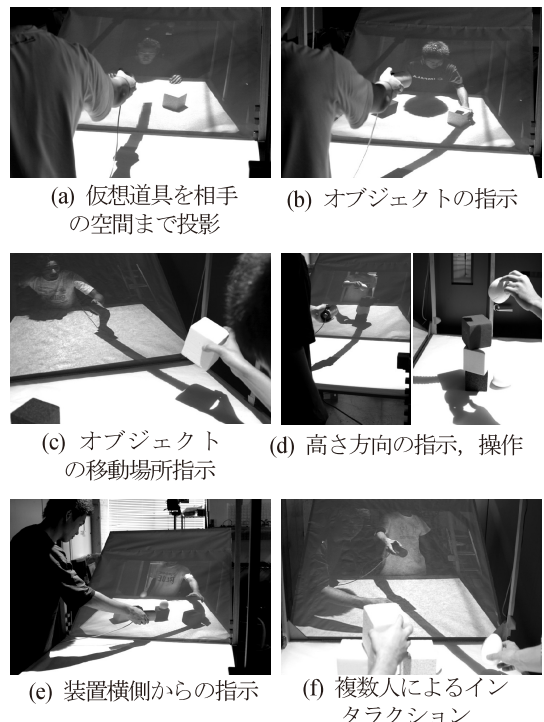 (a) 仮想道具を相手
の空間まで投影
(b) オブジェクトの指示
(c) オブジェクト
の移動場所指示
(d) 高さ方向の指示，操作
(e) 装置横側からの指示
(f) 複数人によるイン
タラクション